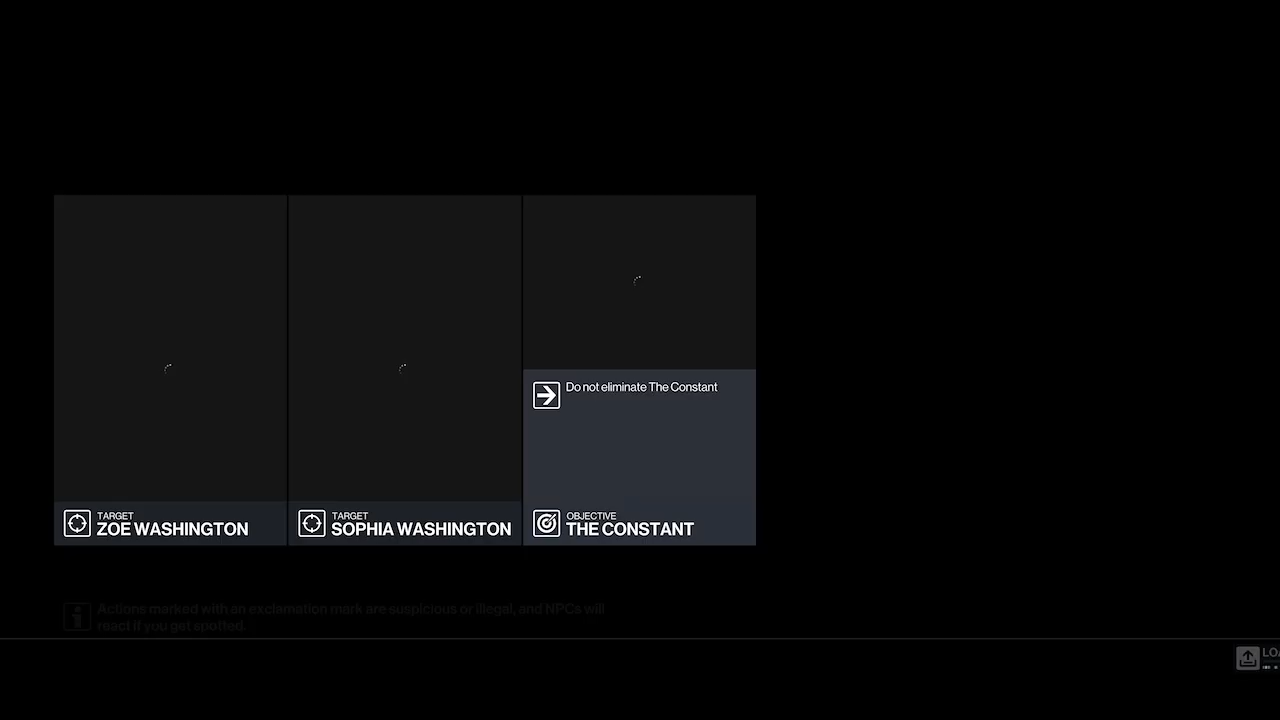 Do not eliminate The Constant
TARGET
ZOE WASHINGTON
TARGET
SOPHIA WASHINGTON
OBJECTIVE
THE CONSTANT
Actions marked with an exclamation mark are suspicious or illegal, and NPCs will
react if you get spotted.